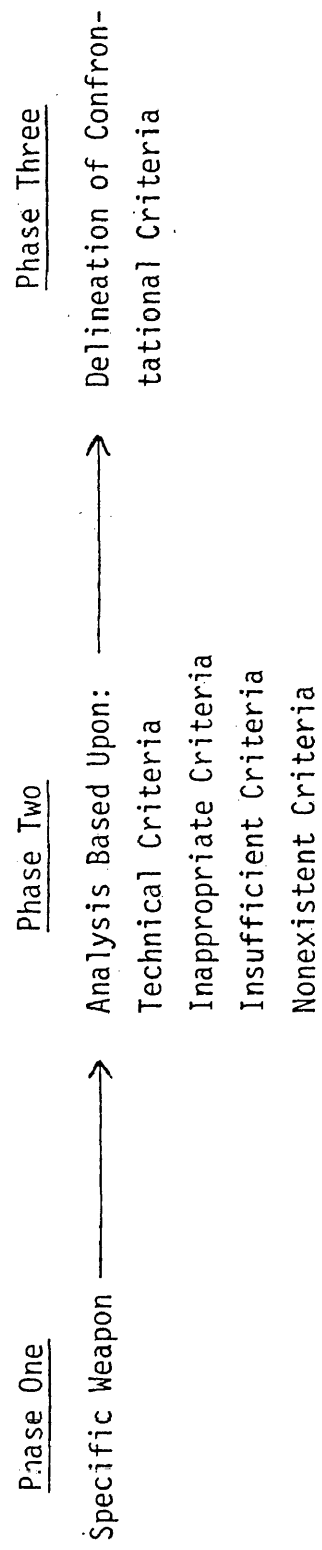 Phase One
Specific Weapon
Phase Two
Analysis Based Upon:
Technical Criteria
Inappropriate Criteria
Insufficient Criteria
Nonexistent Criteria
Phase Three
Delineation of Confron-
tational Criteria